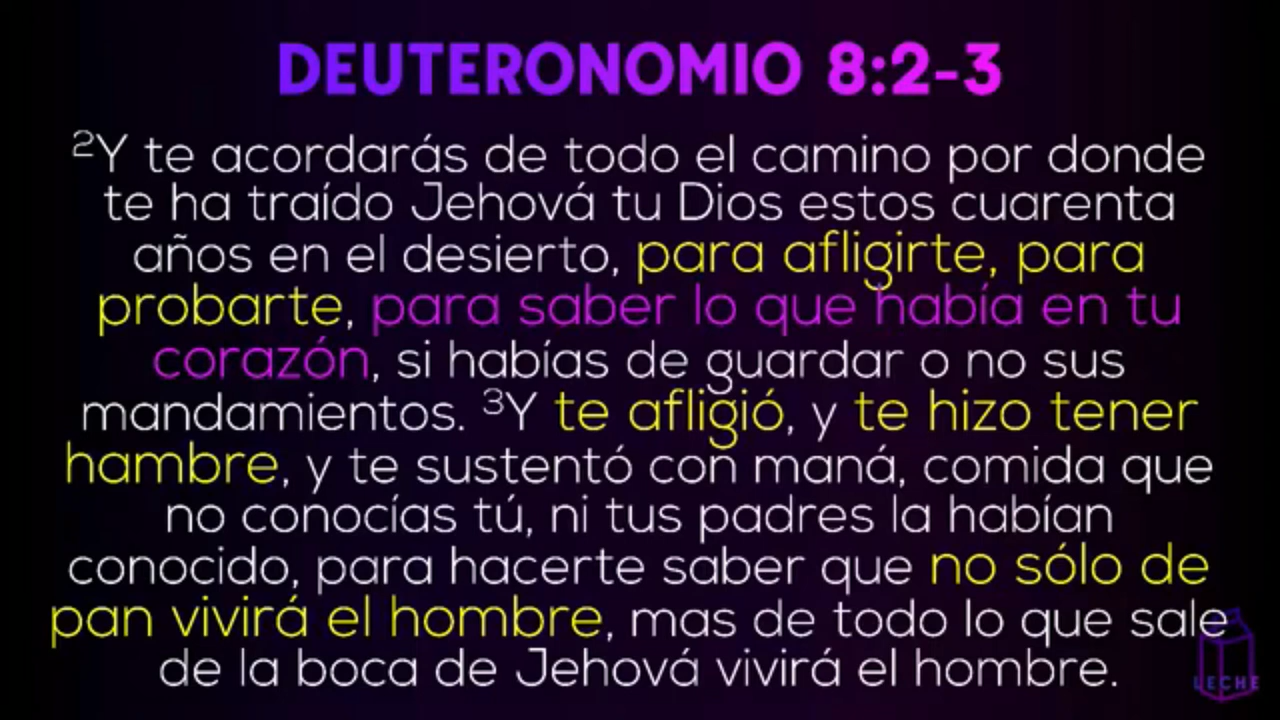 DEUTERONOMIO 8:2-3
²Y te acordarás de todo el camino por donde
te ha traído Jehová tu Dios estos cuarenta
años en el desierto, para afligirte, para
probarte, para saber lo que había en tu
corazón, si habías de guardar o no sus
mandamientos. ³Y te afligió, y te hizo tener
hambre, y te sustentó con maná, comida que
no conocías tú, ni tus padres la habían
conocido, para hacerte saber que no sólo de
pan vivirá el hombre, mas de todo lo que sale
de la boca de Jehová vivirá el hombre.
LECHE